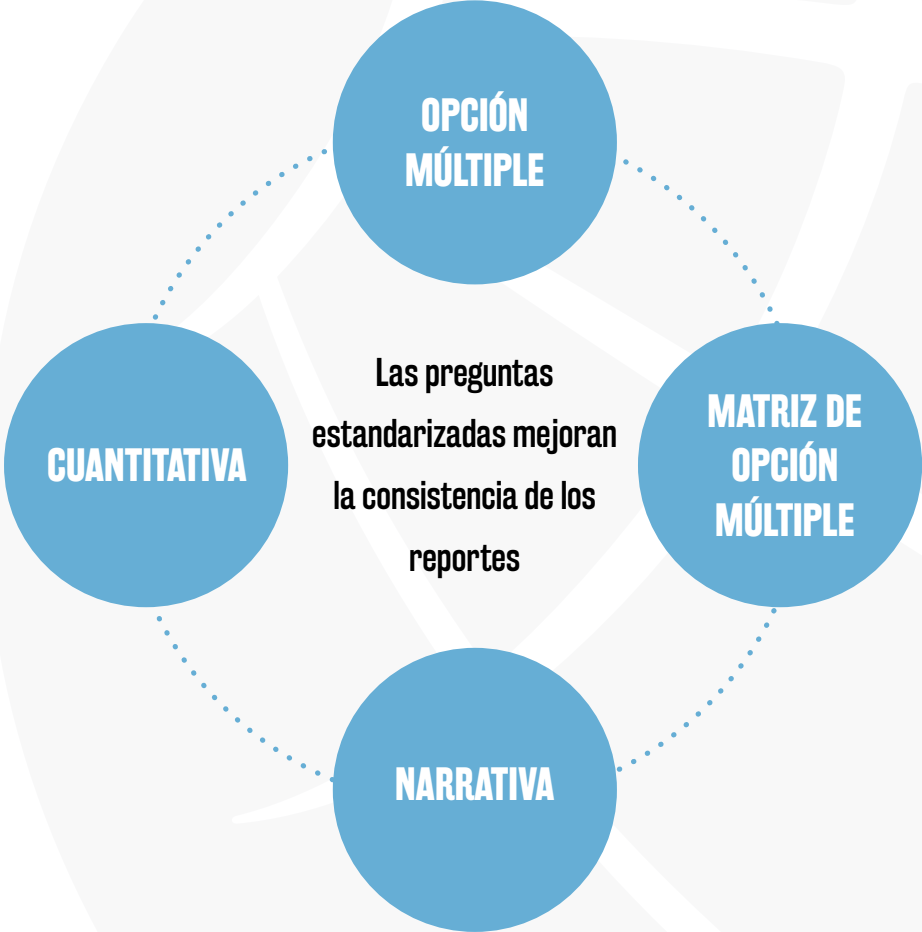 OPCIÓN
MÚLTIPLE
Las preguntas
estandarizadas mejoran
la consistencia de los
reportes
CUANTITATIVA
MATRIZ DE
OPCIÓN
MÚLTIPLE
NARRATIVA